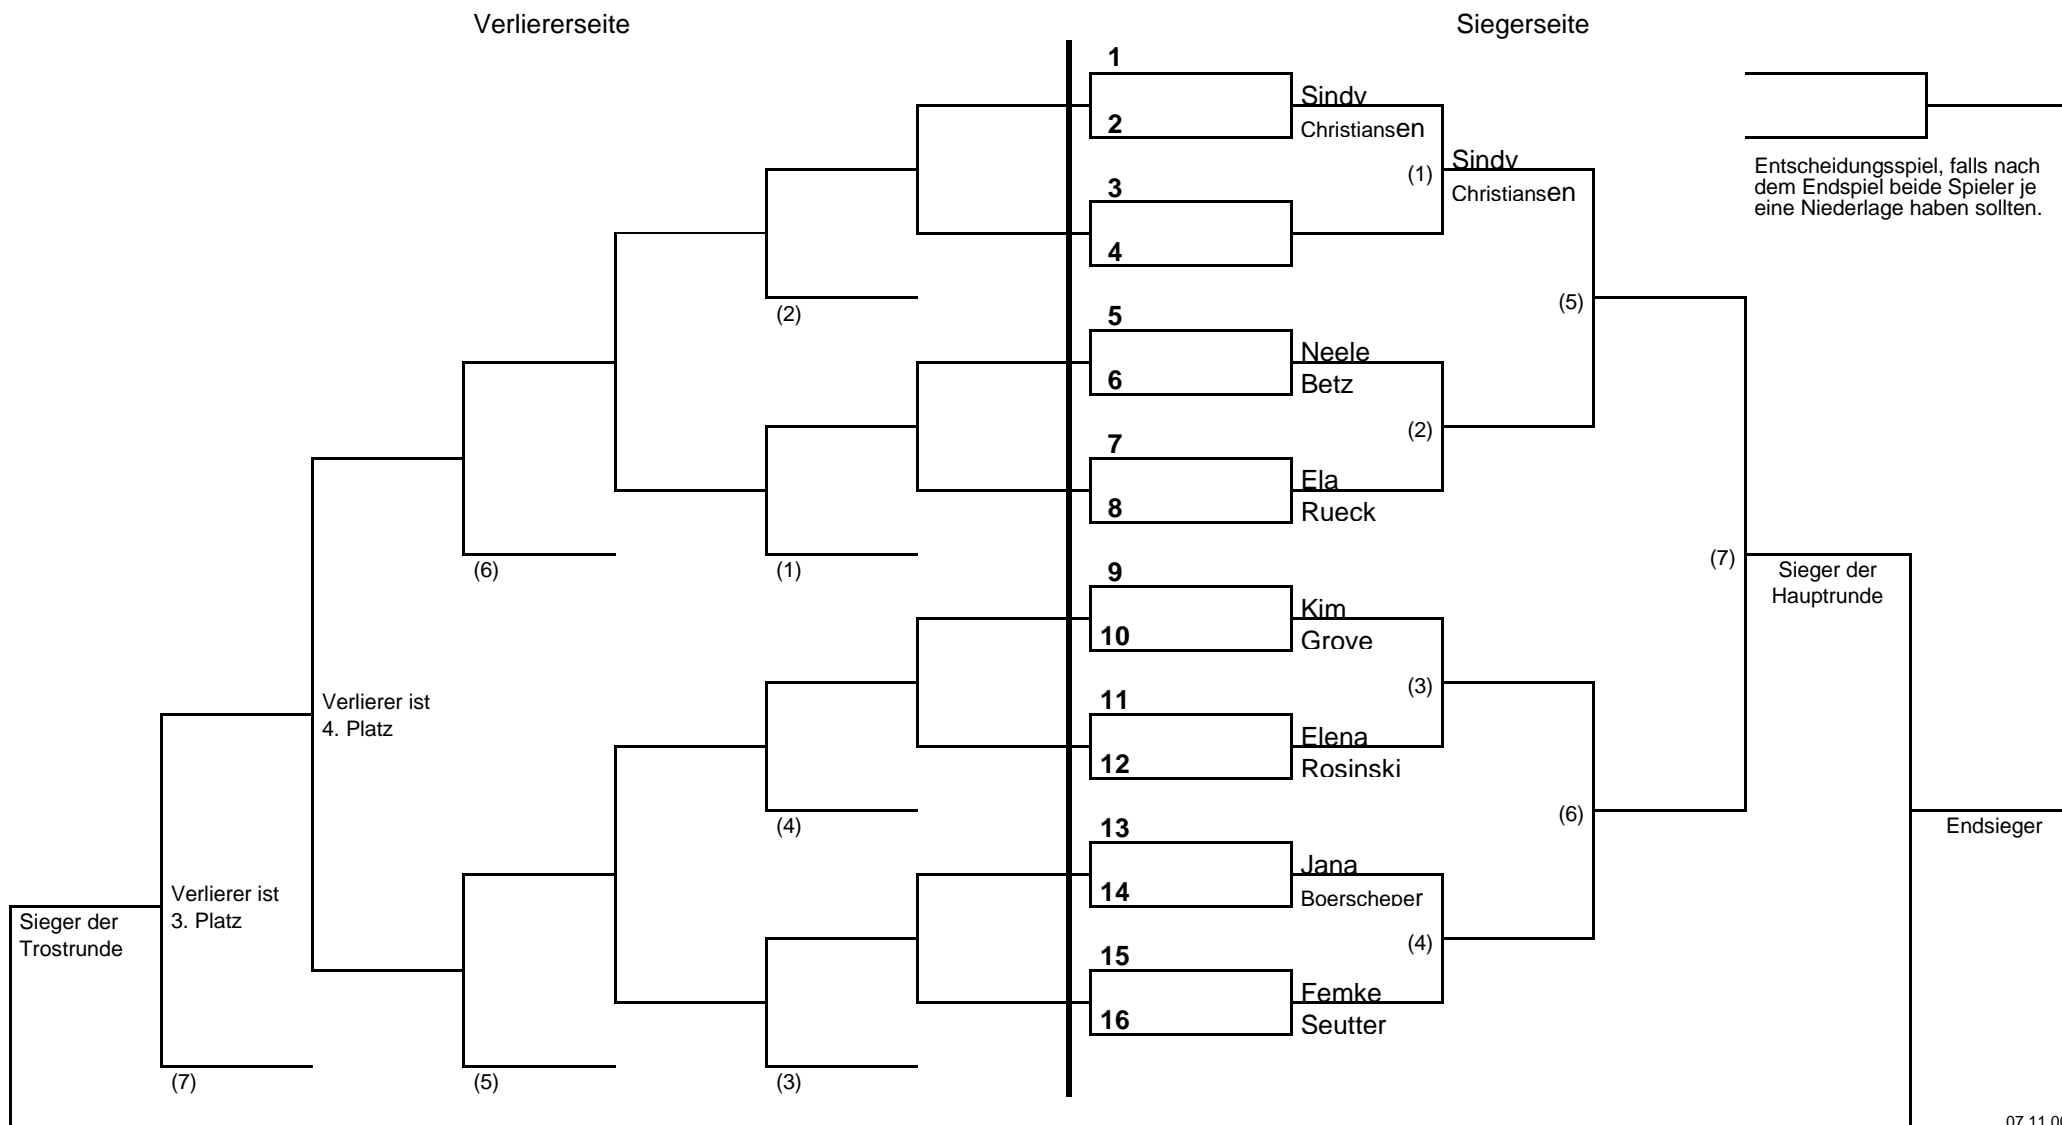 Verliererseite
Siegerseite
1
Sindy
2
Christiansen
Sindy
(1)
Christiansen
Entscheidungsspiel, falls nach
dem Endspiel beide Spieler je
eine Niederlage haben sollten.
3
4
(5)
(2)
5
Neele
6
Betz
(2)
7
Ela
8
Rueck
(6)
(1)
(7)
Sieger der
Hauptrunde
9
Kim
10
Grove
(3)
Verlierer ist
4. Platz
11
Elena
12
Rosinski
(4)
(6)
Endsieger
13
Jana
14
Boerscheper
Verlierer ist
3. Platz
Sieger der
Trostrunde
(4)
15
Femke
16
Seutter
(7)
(5)
(3)